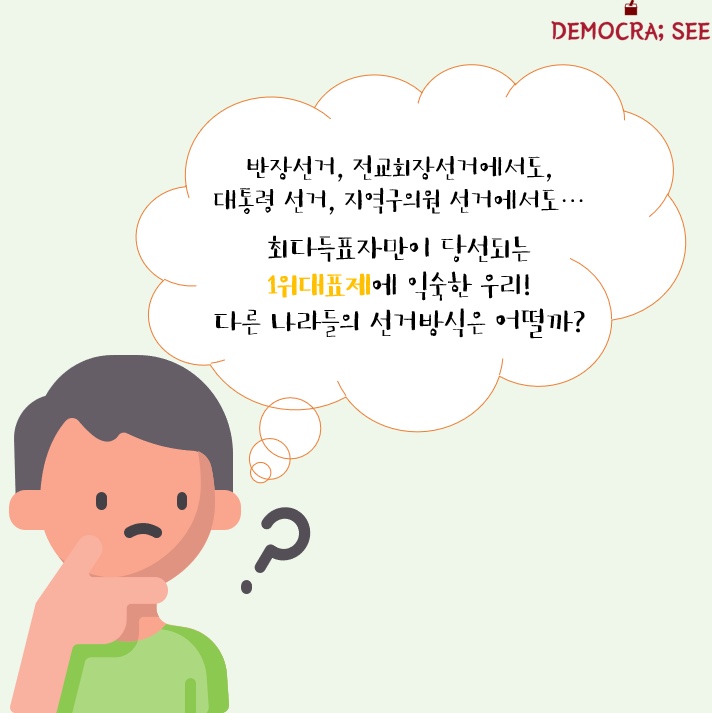 DEMOCRA; SEE
반장선거, 전교회장선거에서도,
대통령 선거, 지역구의원 선거에서도…
최다득표자만이 당선되는
1위대표제에 익숙한 우리!
다른 나라들의 선거방식은 어떨까?